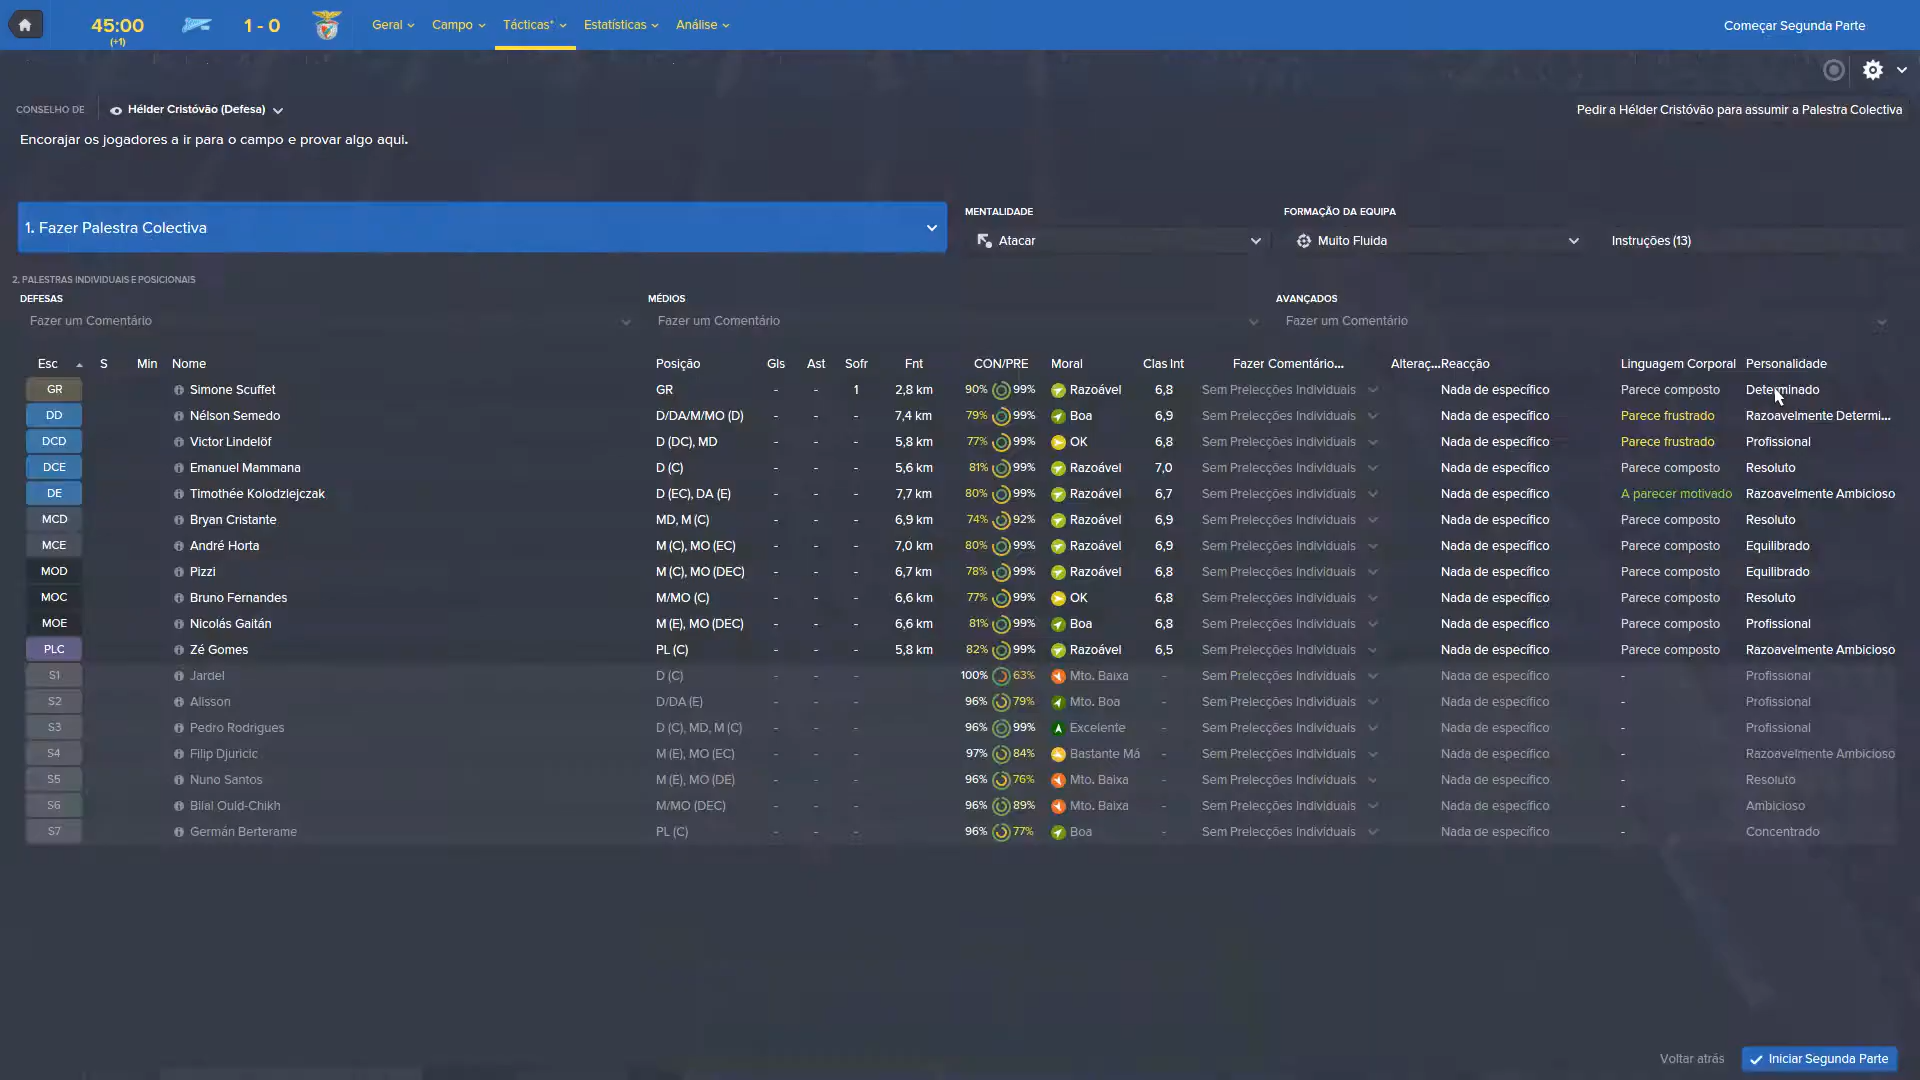 45:00
(+1)
1 - 0
Geral
Campo
Tácticas*
Estatísticas
Análise
Começar Segunda Parte
CONSELHO DE Hélder Cristóvão (Defesa)
Pedir a Hélder Cristóvão para assumir a Palestra Colectiva
Encorajar os jogadores a ir para o campo e provar algo aqui.
1. Fazer Palestra Colectiva
MENTALIDADE
Atacar
FORMAÇÃO DA EQUIPA
Muito Fluida
Instruções (13)
2. PALESTRAS INDIVIDUAIS E POSICIONAIS
DEFESAS
Fazer um Comentário
MÉDIOS
Fazer um Comentário
AVANÇADOS
Fazer um Comentário
Esc S Min Nome Posição Gls Ast Sofr Fnt CON/PRE Moral Clas Int Fazer Comentário... Alteraç... Reacção Linguagem Corporal Personalidade
GR Simone Scuffet GR - - 1 2,8 km 90% 99% Razoável 6,8 Sem Prelecções Individuais Nada de específico Parece composto Determinado
DD Nélson Semedo D/DA/M/MO (D) - - - 7,4 km 79% 99% Boa 6,9 Sem Prelecções Individuais Nada de específico Parece frustrado Razoavelmente Determi...
DCD Victor Lindelöf D (DC), MD - - - 5,8 km 77% 99% OK 6,8 Sem Prelecções Individuais Nada de específico Parece frustrado Profissional
DCE Emanuel Mammana D (C) - - - 5,6 km 81% 99% Razoável 7,0 Sem Prelecções Individuais Nada de específico Parece composto Resoluto
DE Timothée Kolodziejczak D (EC), DA (E) - - - 7,7 km 80% 99% Razoável 6,7 Sem Prelecções Individuais Nada de específico A parecer motivado Razoavelmente Ambicioso
MCD Bryan Cristante MD, M (C) - - - 6,9 km 74% 92% Razoável 6,9 Sem Prelecções Individuais Nada de específico Parece composto Resoluto
MCE André Horta M (C), MO (EC) - - - 7,0 km 80% 99% Razoável 6,9 Sem Prelecções Individuais Nada de específico Parece composto Equilibrado
MOD Pizzi M (C), MO (DEC) - - - 6,7 km 78% 99% Razoável 6,8 Sem Prelecções Individuais Nada de específico Parece composto Equilibrado
MOC Bruno Fernandes M/MO (C) - - - 6,6 km 77% 99% OK 6,8 Sem Prelecções Individuais Nada de específico Parece composto Resoluto
MOE Nicolás Gaitán M (E), MO (DEC) - - - 6,6 km 81% 99% Boa 6,8 Sem Prelecções Individuais Nada de específico Parece composto Profissional
PLC Zé Gomes PL (C) - - - 5,8 km 82% 99% Razoável 6,5 Sem Prelecções Individuais Nada de específico Parece composto Razoavelmente Ambicioso
S1 Jardel D (C) - - - 100% 63% Mto. Baixa - Sem Prelecções Individuais Nada de específico - Profissional
S2 Alisson D/DA (E) - - - 96% 79% Mto. Boa - Sem Prelecções Individuais Nada de específico - Profissional
S3 Pedro Rodrigues D (C), MD, M (C) - - - 96% 99% Excelente - Sem Prelecções Individuais Nada de específico - Profissional
S4 Filip Djuricic M (E), MO (EC) - - - 97% 84% Bastante Má - Sem Prelecções Individuais Nada de específico - Razoavelmente Ambicioso
S5 Nuno Santos M (E), MO (DE) - - - 96% 76% Mto. Baixa - Sem Prelecções Individuais Nada de específico - Resoluto
S6 Bilal Ould-Chikh M/MO (DEC) - - - 96% 89% Mto. Baixa - Sem Prelecções Individuais Nada de específico - Ambicioso
S7 Germán Berterame PL (C) - - - 96% 77% Boa - Sem Prelecções Individuais Nada de específico - Concentrado
Voltar atrás
Iniciar Segunda Parte